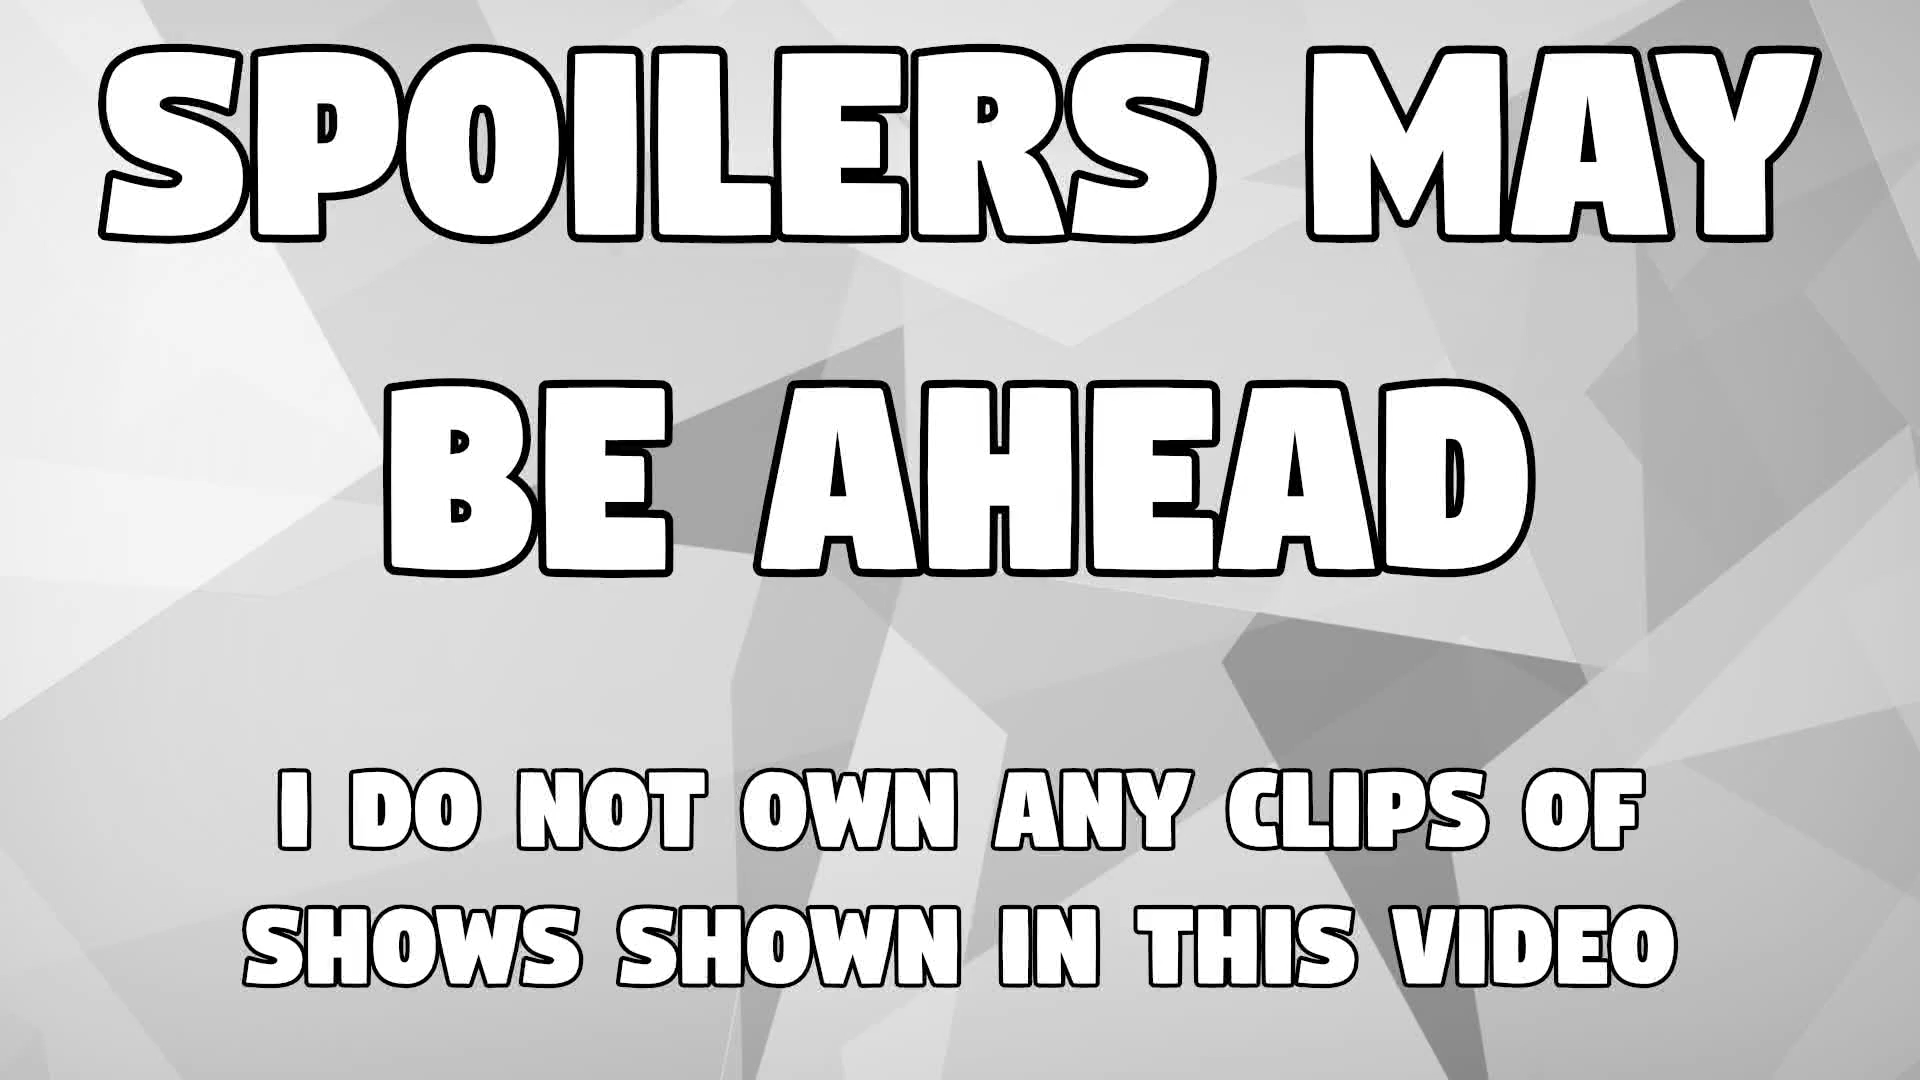 SPOILERS MAY
BE AHEAD
I DO NOT OWN ANY CLIPS OF
SHOWS SHOWN IN THIS VIDEO